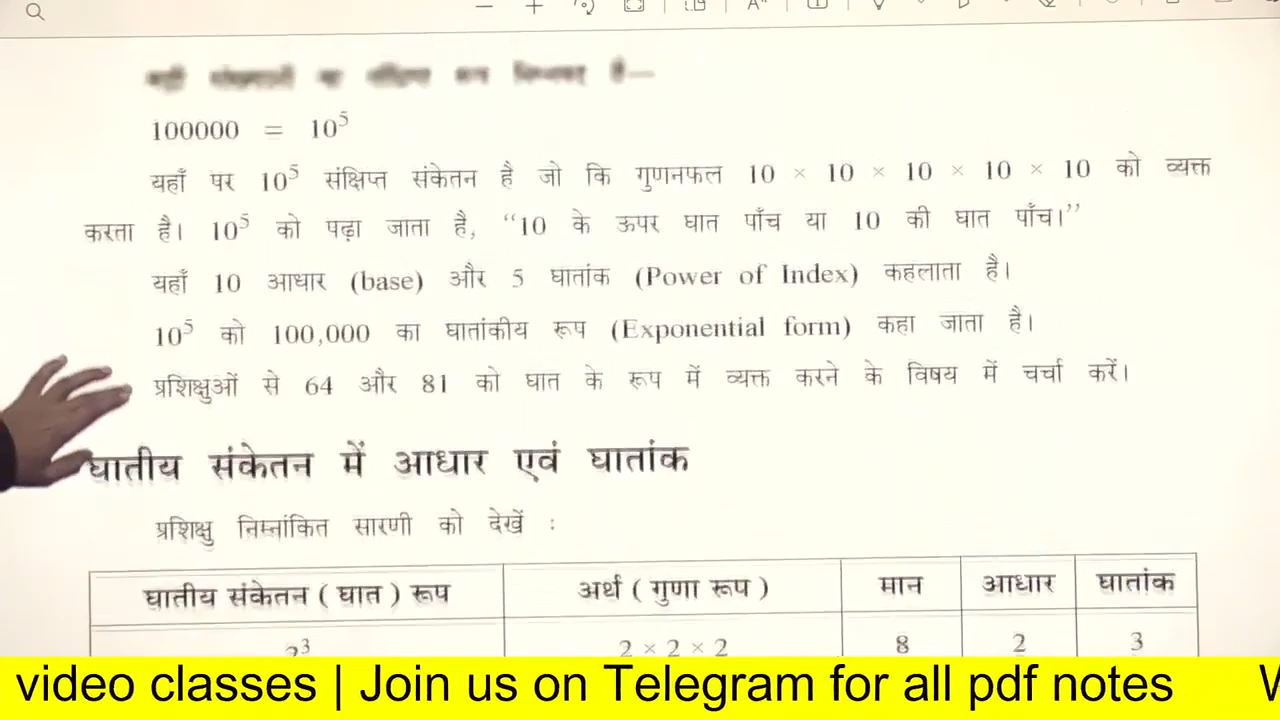 100000 = 10⁵
यहाँ पर 10⁵ संक्षिप्त संकेतन है जो कि गुणनफल 10 × 10 × 10 × 10 × 10 को व्यक्त
करता है। 10⁵ को पढ़ा जाता है, “10 के ऊपर घात पाँच या 10 की घात पाँच।”
यहाँ 10 आधार (base) और 5 घातांक (Power of Index) कहलाता है।
10⁵ को 100,000 का घातांकीय रूप (Exponential form) कहा जाता है।
प्रशिक्षुओं से 64 और 81 को घात के रूप में व्यक्त करने के विषय में चर्चा करें।
घातीय संकेतन में आधार एवं घातांक
प्रशिक्षु निम्नांकित सारणी को देखें :
घातीय संकेतन ( घात ) रूप अर्थ ( गुणा रूप ) मान आधार घातांक
2³ 2 × 2 × 2 8 2 3
video classes | Join us on Telegram for all pdf notes